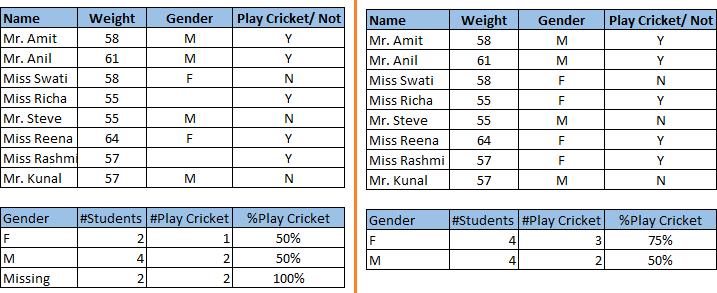 Name Weight Gender Play Cricket/ Not
Mr. Amit 58 M Y
Mr. Anil 61 M Y
Miss Swati 58 F N
Miss Richa 55 Y
Mr. Steve 55 M N
Miss Reena 64 F Y
Miss Rashmi 57 Y
Mr. Kunal 57 M N
Gender #Students #Play Cricket %Play Cricket
F 2 1 50%
M 4 2 50%
Missing 2 2 100%
Name Weight Gender Play Cricket/ Not
Mr. Amit 58 M Y
Mr. Anil 61 M Y
Miss Swati 58 F N
Miss Richa 55 F Y
Mr. Steve 55 M N
Miss Reena 64 F Y
Miss Rashmi 57 F Y
Mr. Kunal 57 M N
Gender #Students #Play Cricket %Play Cricket
F 4 3 75%
M 4 2 50%